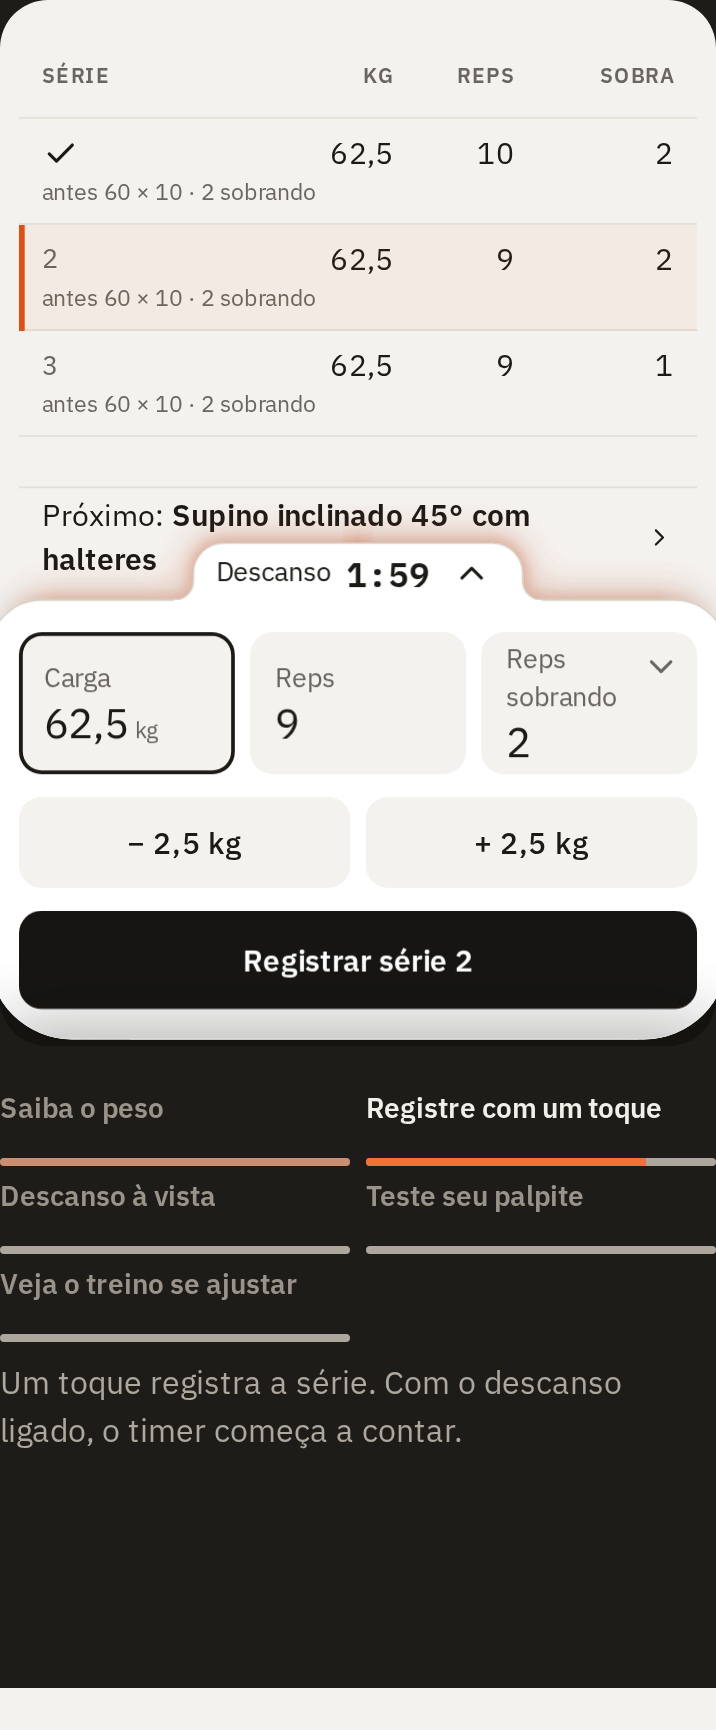 SÉRIE KG REPS SOBRA
62,5 10 2
antes 60 × 10 · 2 sobrando
2 62,5 9 2
antes 60 × 10 · 2 sobrando
3 62,5 9 1
antes 60 × 10 · 2 sobrando
Próximo: Supino inclinado 45° com
halteres
Descanso 1:59
Carga
62,5 kg
Reps
9
Reps
sobrando
2
− 2,5 kg
+ 2,5 kg
Registrar série 2
Saiba o peso
Registre com um toque
Descanso à vista
Teste seu palpite
Veja o treino se ajustar
Um toque registra a série. Com o descanso
ligado, o timer começa a contar.